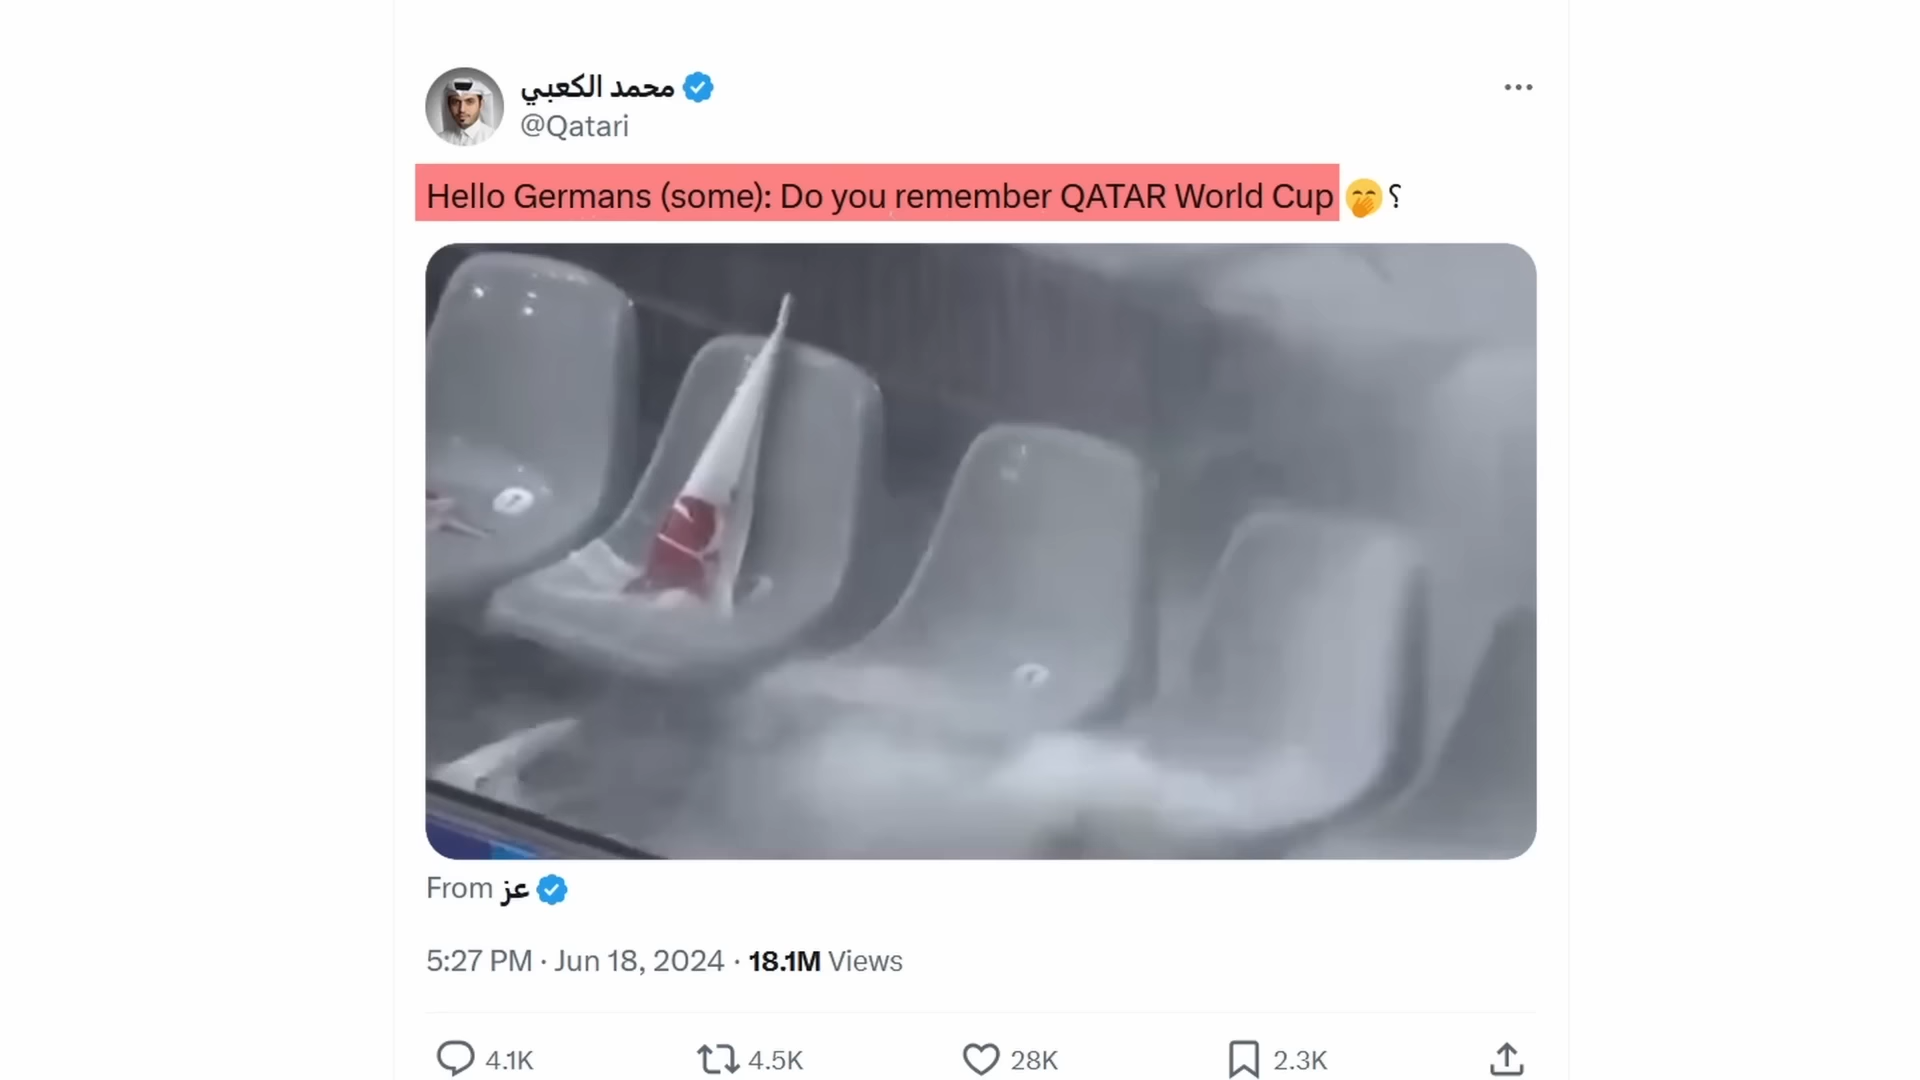 محمد الكعبي
@Qatari
Hello Germans (some): Do you remember QATAR World Cup 🤭؟
From عز
5:27 PM · Jun 18, 2024 · 18.1M Views
4.1K 4.5K 28K 2.3K